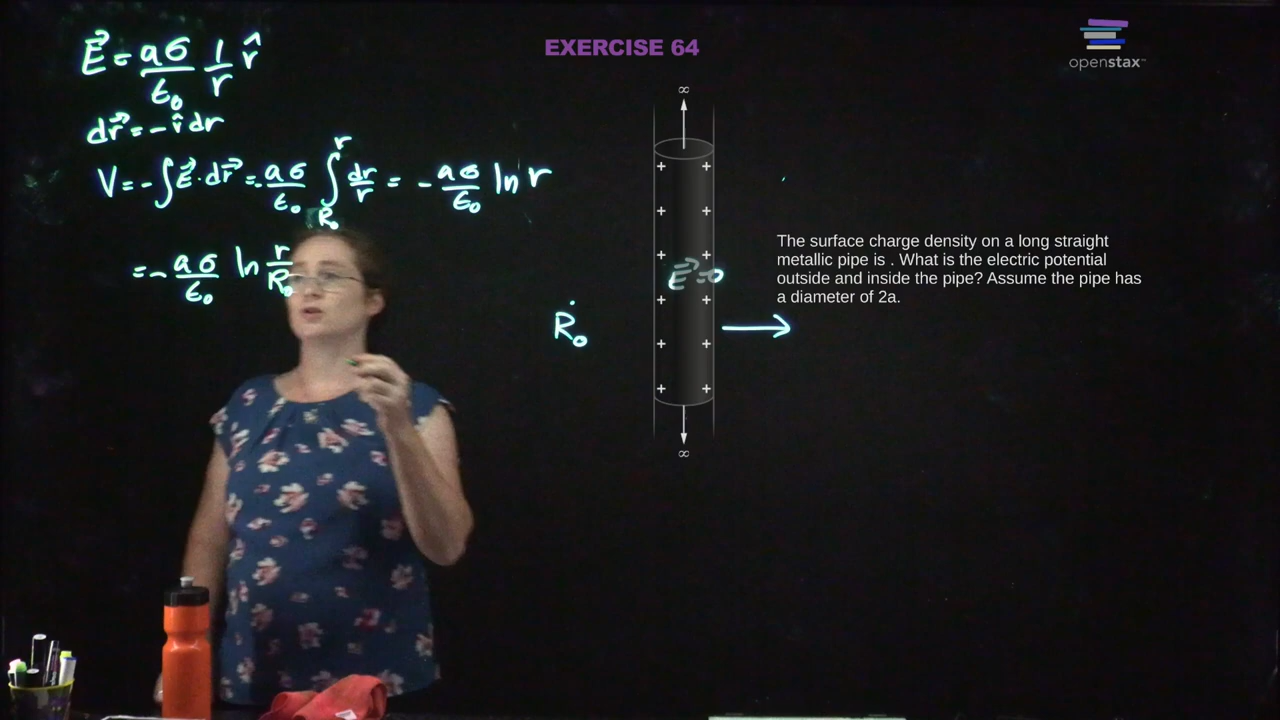 EXERCISE 64
openstax™
E⃗ = aσ/ε₀ 1/r r̂
dr⃗ = -r̂ dr
V = -∫E⃗·dr⃗ = -aσ/ε₀ ∫_{R₀}^{r} dr/r = -aσ/ε₀ ln r
= -aσ/ε₀ ln r/R₀
∞
+ +
+ +
+ +
E⃗=0
+ +
+ +
+ +
∞
R₀
The surface charge density on a long straight
metallic pipe is . What is the electric potential
outside and inside the pipe? Assume the pipe has
a diameter of 2a.